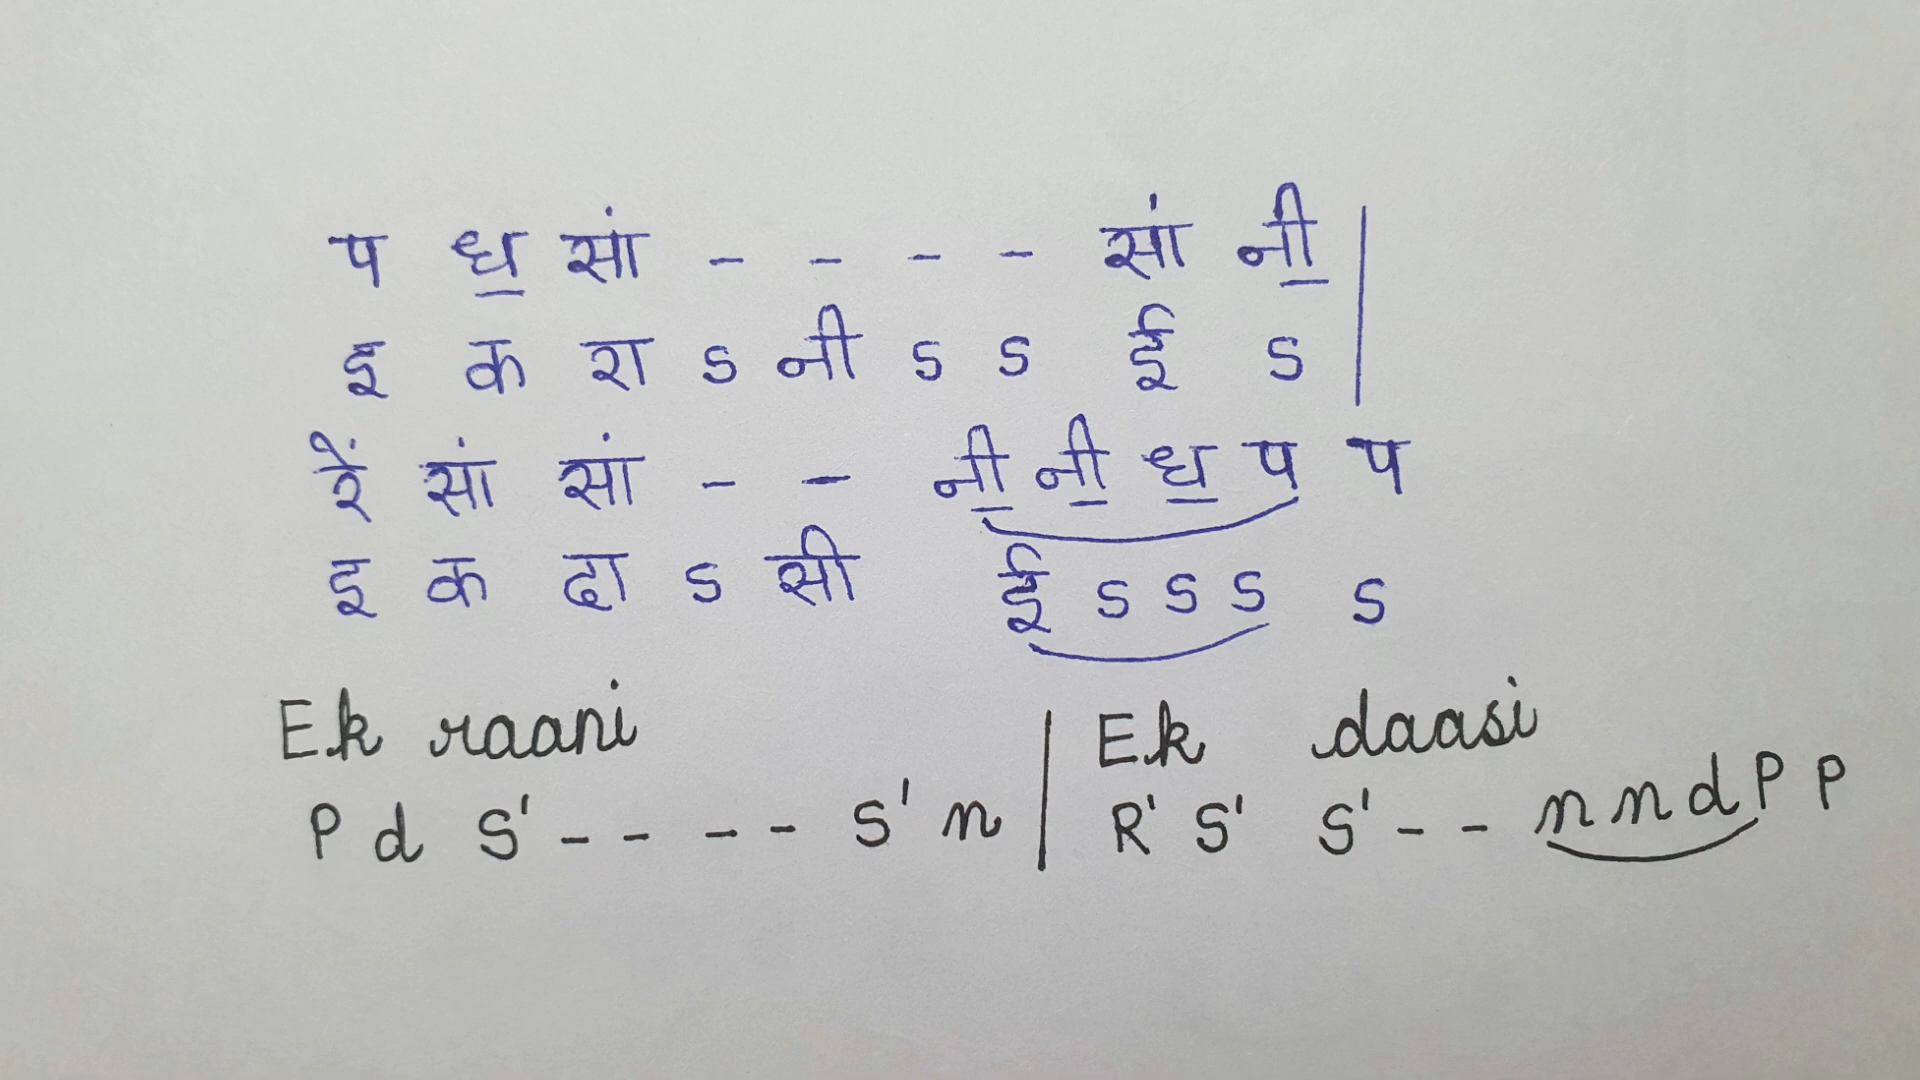 प ध॒ सां - - - - सां नी॒ |
इ क रा ऽ नी ऽ ऽ ई ऽ |
रें सां सां - - नी॒ नी॒ ध॒ प प
इ क दा ऽ सी ई ऽ ऽ ऽ ऽ
Ek raani | Ek daasi
P d S' - - - - S' n | R' S' S' - - n n d P P